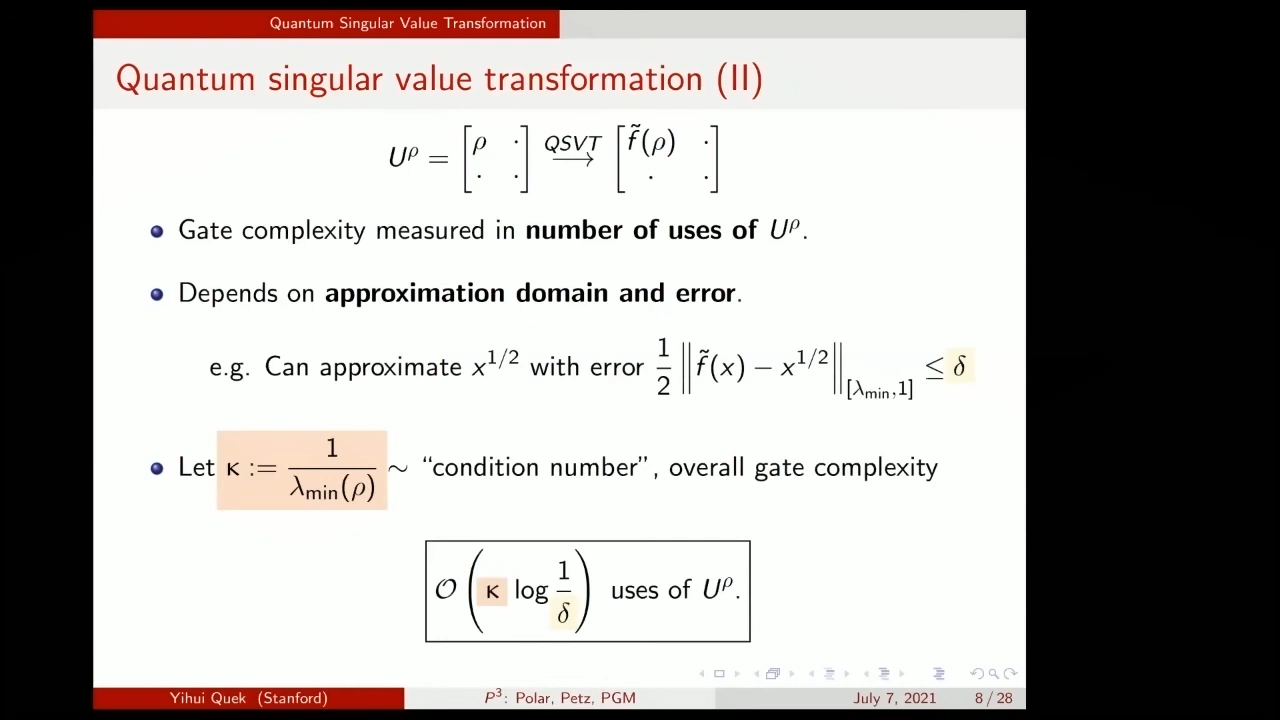 Quantum Singular Value Transformation
Quantum singular value transformation (II)
U^ρ = [ρ · · ·] QSVT ⟶ [f̃(ρ) · · ·]
Gate complexity measured in number of uses of U^ρ.
Depends on approximation domain and error.
e.g. Can approximate x^{1/2} with error 1/2 ‖f̃(x) − x^{1/2}‖_{[λ_min,1]} ≤ δ
Let κ := 1/λ_min(ρ) ∼ “condition number”, overall gate complexity
𝒪(κ log 1/δ) uses of U^ρ.
Yihui Quek (Stanford) P³: Polar, Petz, PGM July 7, 2021 8 / 28